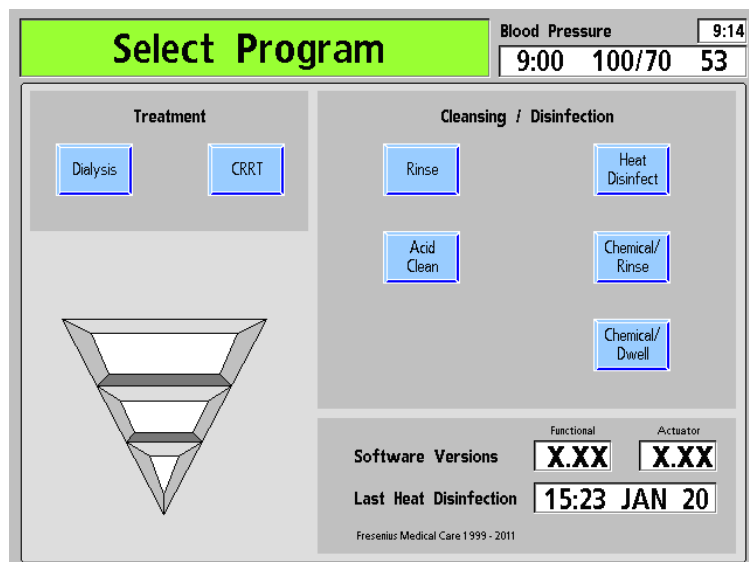 Select Program
Blood Pressure 9:14
9:00 100/70 53
Treatment
Dialysis
CRRT
Cleansing / Disinfection
Rinse
Heat
Disinfect
Acid
Clean
Chemical/
Rinse
Chemical/
Dwell
Functional Actuator
Software Versions X.XX X.XX
Last Heat Disinfection 15:23 JAN 20
Fresenius Medical Care 1999 - 2011